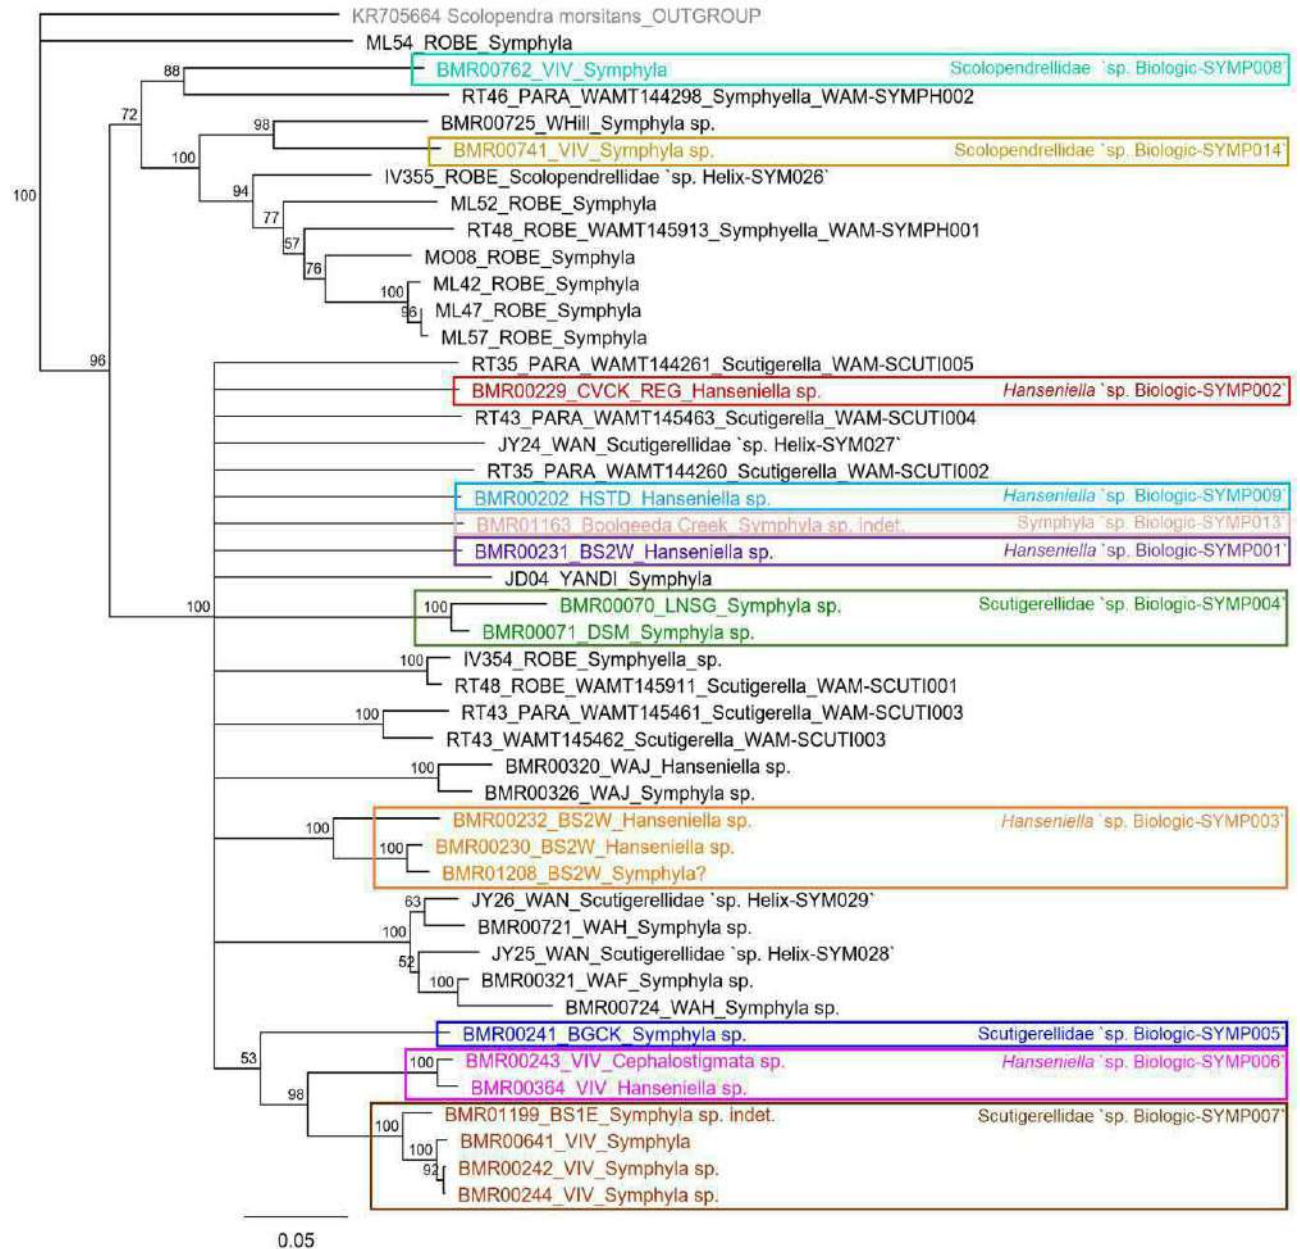 KR705664 Scolopendra morsitans_OUTGROUP
ML54_ROBE_Symphyla
88
BMR00762_VIV_Symphyla Scolopendrellidae `sp. Biologic-SYMP008`
RT46_PARA_WAMT144298_Symphyella_WAM-SYMPH002
72
98
BMR00725_WHill_Symphyla sp.
BMR00741_VIV_Symphyla sp. Scolopendrellidae `sp. Biologic-SYMP014`
100
IV355_ROBE_Scolopendrellidae `sp. Helix-SYM026`
94
100
ML52_ROBE_Symphyla
77
RT48_ROBE_WAMT145913_Symphyella_WAM-SYMPH001
57
MO08_ROBE_Symphyla
76
ML42_ROBE_Symphyla
100
ML47_ROBE_Symphyla
96
ML57_ROBE_Symphyla
96
RT35_PARA_WAMT144261_Scutigerella_WAM-SCUTI005
BMR00229_CVCK_REG_Hanseniella sp. Hanseniella `sp. Biologic-SYMP002`
RT43_PARA_WAMT145463_Scutigerella_WAM-SCUTI004
JY24_WAN_Scutigerellidae `sp. Helix-SYM027`
RT35_PARA_WAMT144260_Scutigerella_WAM-SCUTI002
BMR00202_HSTD_Hanseniella sp. Hanseniella `sp. Biologic-SYMP009`
BMR01163_Boolgeeda Creek_Symphyla sp. indet. Symphyla `sp. Biologic-SYMP013`
BMR00231_BS2W_Hanseniella sp. Hanseniella `sp. Biologic-SYMP001`
JD04_YANDI_Symphyla
100
100
BMR00070_LNSG_Symphyla sp. Scutigerellidae `sp. Biologic-SYMP004`
BMR00071_DSM_Symphyla sp.
100
IV354_ROBE_Symphyella_sp.
RT48_ROBE_WAMT145911_Scutigerella_WAM-SCUTI001
100
RT43_PARA_WAMT145461_Scutigerella_WAM-SCUTI003
RT43_WAMT145462_Scutigerella_WAM-SCUTI003
100
BMR00320_WAJ_Hanseniella sp.
BMR00326_WAJ_Symphyla sp.
100
BMR00232_BS2W_Hanseniella sp. Hanseniella `sp. Biologic-SYMP003`
100
BMR00230_BS2W_Hanseniella sp.
BMR01208_BS2W_Symphyla?
63
JY26_WAN_Scutigerellidae `sp. Helix-SYM029`
100
BMR00721_WAH_Symphyla sp.
52
JY25_WAN_Scutigerellidae `sp. Helix-SYM028`
100
BMR00321_WAF_Symphyla sp.
BMR00724_WAH_Symphyla sp.
BMR00241_BGCK_Symphyla sp. Scutigerellidae `sp. Biologic-SYMP005`
53
100
BMR00243_VIV_Cephalostigmata sp. Hanseniella `sp. Biologic-SYMP006`
BMR00364_VIV_Hanseniella sp.
98
BMR01199_BS1E_Symphyla sp. indet. Scutigerellidae `sp. Biologic-SYMP007`
100
BMR00641_VIV_Symphyla
100
BMR00242_VIV_Symphyla sp.
92
BMR00244_VIV_Symphyla sp.
0.05